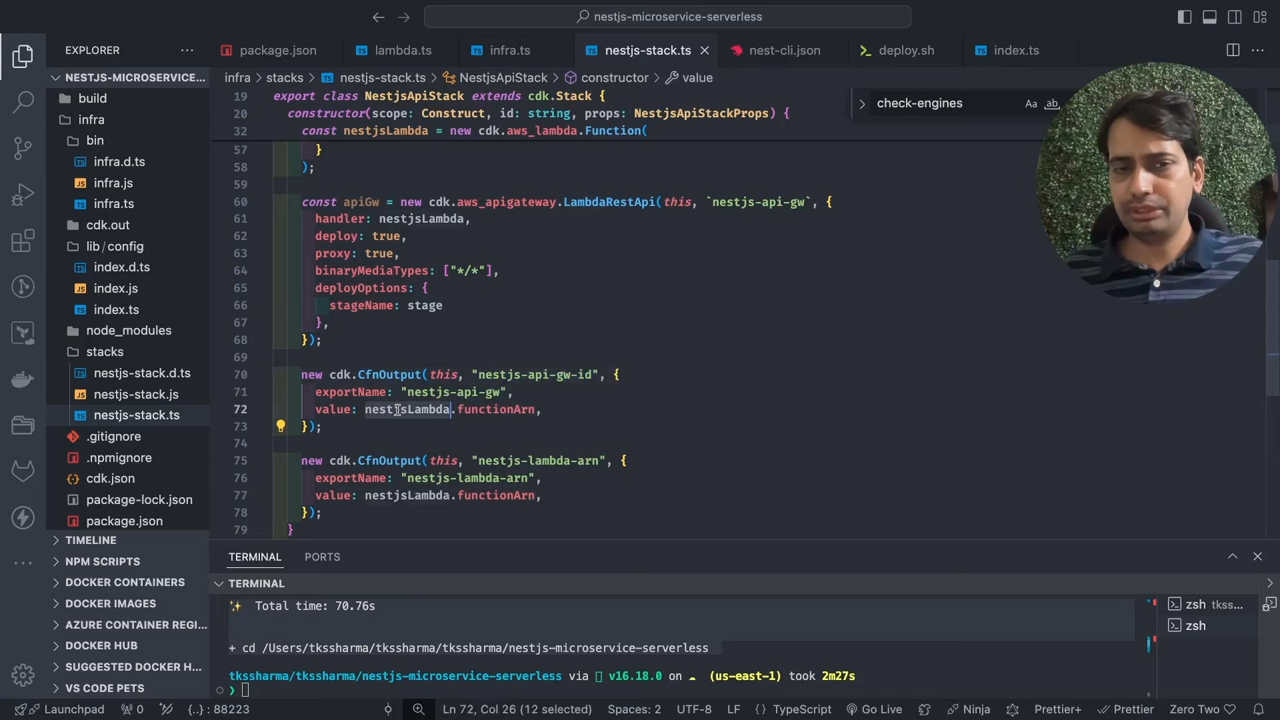 nestjs-microservice-serverless
EXPLORER
package.json
lambda.ts
infra.ts
nestjs-stack.ts
nest-cli.json
deploy.sh
index.ts
NESTJS-MICROSERVICE...
infra
stacks
nestjs-stack.ts
NestjsApiStack
constructor
value
check-engines
Aa
ab
build
infra
bin
infra.d.ts
infra.js
infra.ts
cdk.out
lib/config
index.d.ts
index.js
index.ts
node_modules
stacks
nestjs-stack.d.ts
nestjs-stack.js
nestjs-stack.ts
.gitignore
.npmignore
cdk.json
package-lock.json
package.json
TIMELINE
NPM SCRIPTS
DOCKER CONTAINERS
DOCKER IMAGES
AZURE CONTAINER REGI...
DOCKER HUB
SUGGESTED DOCKER H...
VS CODE PETS
19 export class NestjsApiStack extends cdk.Stack {
20 constructor(scope: Construct, id: string, props: NestjsApiStackProps) {
32 const nestjsLambda = new cdk.aws_lambda.Function(
57 }
58 );
59
60 const apiGw = new cdk.aws_apigateway.LambdaRestApi(this, `nestjs-api-gw`, {
61 handler: nestjsLambda,
62 deploy: true,
63 proxy: true,
64 binaryMediaTypes: ["*/*"],
65 deployOptions: {
66 stageName: stage
67 },
68 });
69
70 new cdk.CfnOutput(this, "nestjs-api-gw-id", {
71 exportName: "nestjs-api-gw",
72 value: nestjsLambda.functionArn,
73 });
74
75 new cdk.CfnOutput(this, "nestjs-lambda-arn", {
76 exportName: "nestjs-lambda-arn",
77 value: nestjsLambda.functionArn,
78 });
79 }
TERMINAL
PORTS
TERMINAL
✨ Total time: 70.76s
+ cd /Users/tkssharma/tkssharma/tkssharma/nestjs-microservice-serverless
tkssharma/tkssharma/nestjs-microservice-serverless via v16.18.0 on ☁ (us-east-1) took 2m27s
❯
zsh tkss...
zsh
Launchpad
0
{..}: 88223
Ln 72, Col 26 (12 selected)
Spaces: 2
UTF-8
LF
TypeScript
Go Live
Ninja
Prettier+
Prettier
Zero Two